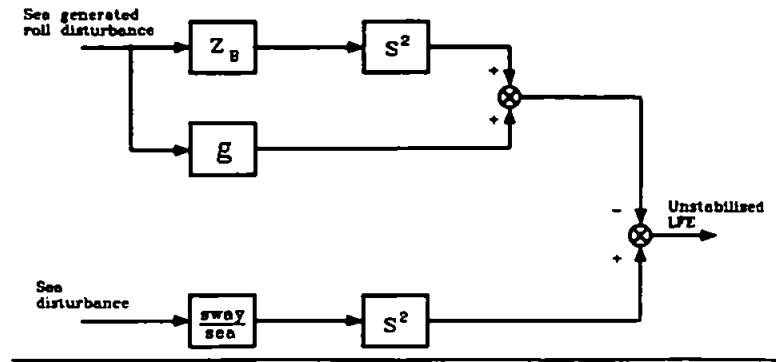 Sea generated
roll disturbance
Z_B
S²
+
+
g
-
Unstabilised
LFE
+
Sea
disturbance
sway
sea
S²